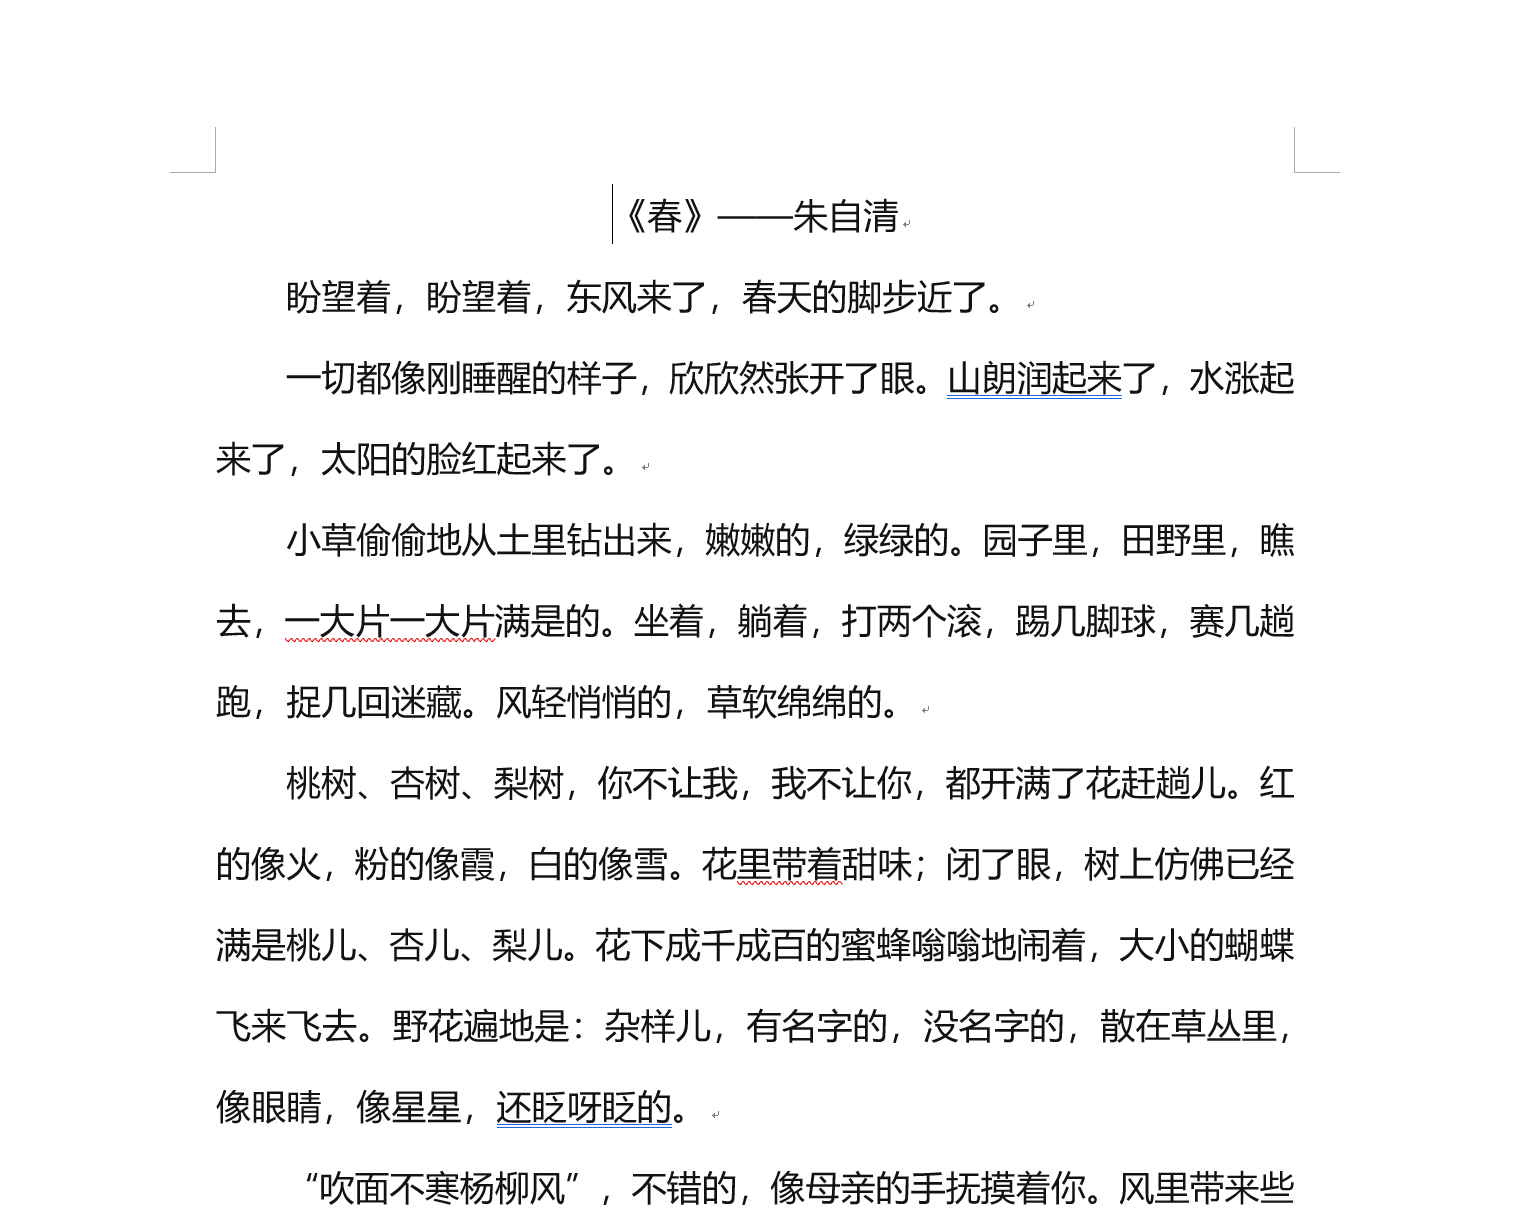 《春》——朱自清
盼望着，盼望着，东风来了，春天的脚步近了。
一切都像刚睡醒的样子，欣欣然张开了眼。山朗润起来了，水涨起
来了，太阳的脸红起来了。
小草偷偷地从土里钻出来，嫩嫩的，绿绿的。园子里，田野里，瞧
去，一大片一大片满是的。坐着，躺着，打两个滚，踢几脚球，赛几趟
跑，捉几回迷藏。风轻悄悄的，草软绵绵的。
桃树、杏树、梨树，你不让我，我不让你，都开满了花赶趟儿。红
的像火，粉的像霞，白的像雪。花里带着甜味；闭了眼，树上仿佛已经
满是桃儿、杏儿、梨儿。花下成千成百的蜜蜂嗡嗡地闹着，大小的蝴蝶
飞来飞去。野花遍地是：杂样儿，有名字的，没名字的，散在草丛里，
像眼睛，像星星，还眨呀眨的。
“吹面不寒杨柳风”，不错的，像母亲的手抚摸着你。风里带来些